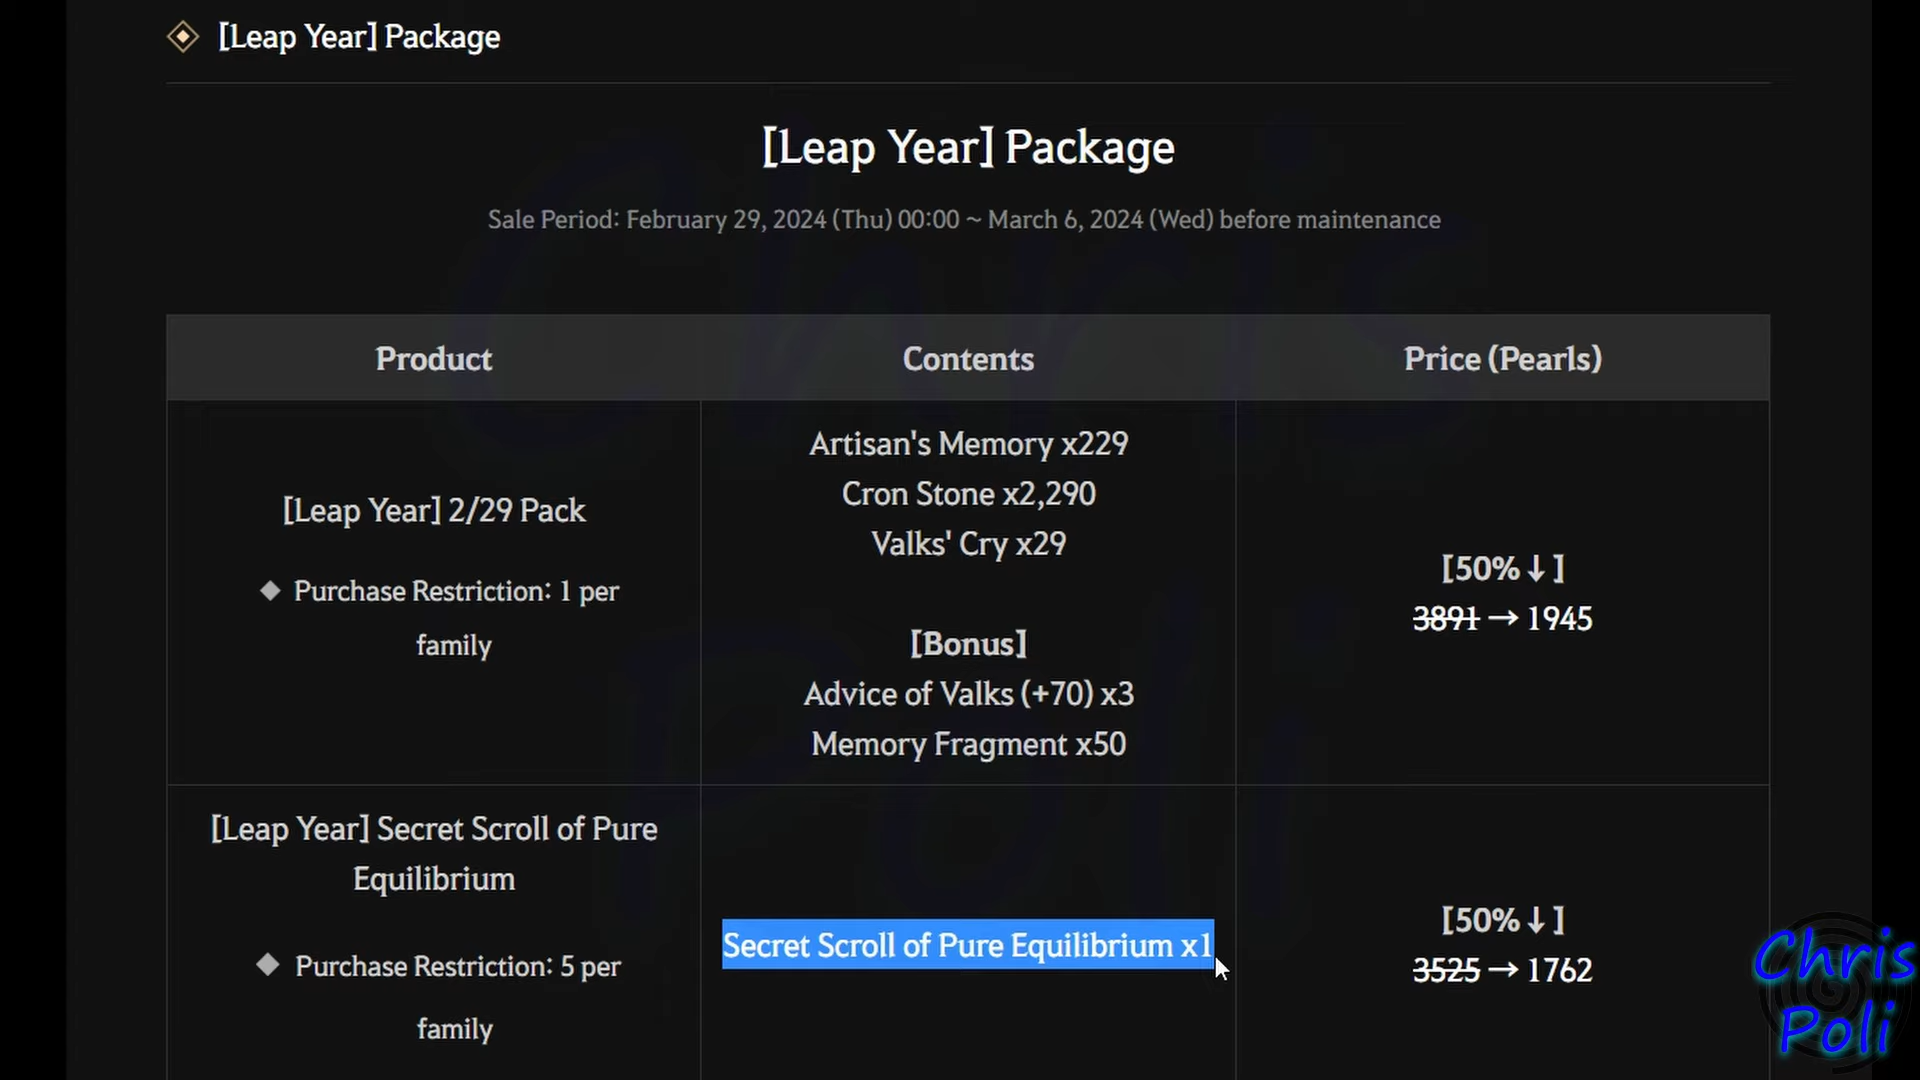 [Leap Year] Package
[Leap Year] Package
Sale Period: February 29, 2024 (Thu) 00:00 ~ March 6, 2024 (Wed) before maintenance
Product
Contents
Price (Pearls)
[Leap Year] 2/29 Pack
◆ Purchase Restriction: 1 per
family
Artisan's Memory x229
Cron Stone x2,290
Valks' Cry x29
[Bonus]
Advice of Valks (+70) x3
Memory Fragment x50
[50%↓]
3891 → 1945
[Leap Year] Secret Scroll of Pure
Equilibrium
◆ Purchase Restriction: 5 per
family
Secret Scroll of Pure Equilibrium x1
[50%↓]
3525 → 1762
Chris
Poli
Chris
Poli